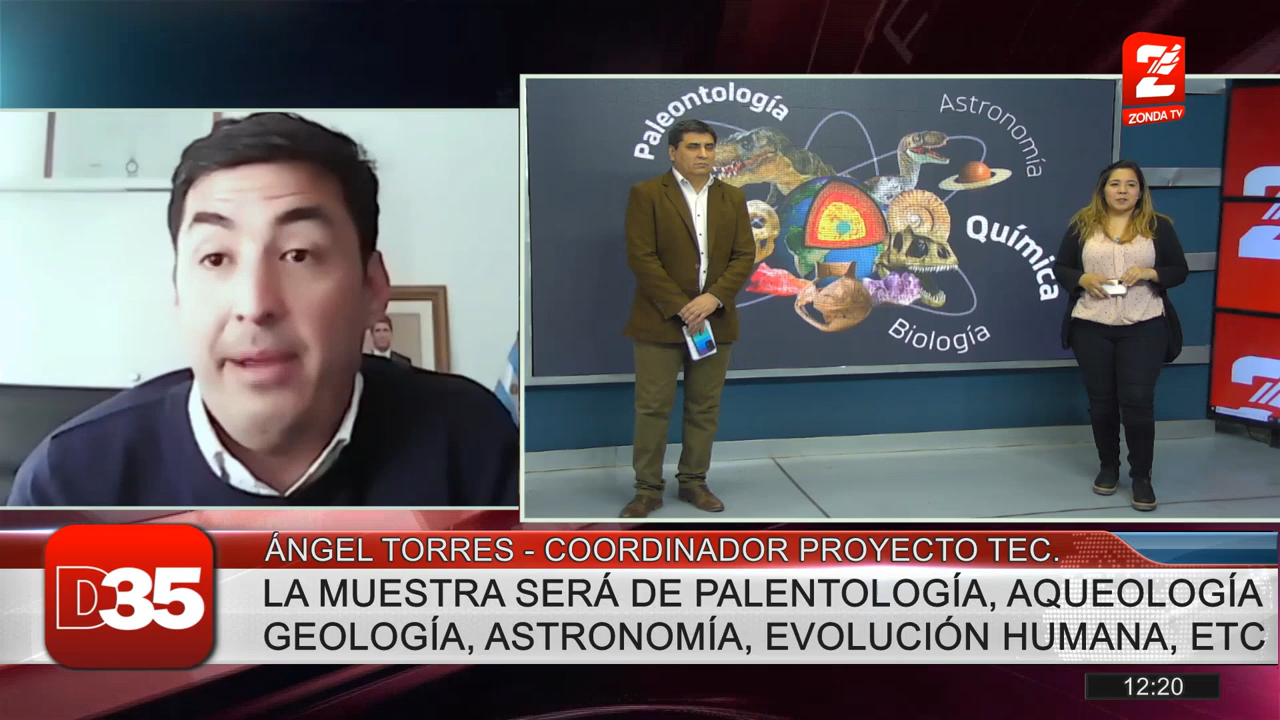 ZONDA TV
Paleontología
Astronomía
Química
Biología
D35
ÁNGEL TORRES - COORDINADOR PROYECTO TEC.
LA MUESTRA SERÁ DE PALENTOLOGÍA, AQUEOLOGÍA
GEOLOGÍA, ASTRONOMÍA, EVOLUCIÓN HUMANA, ETC
12:20